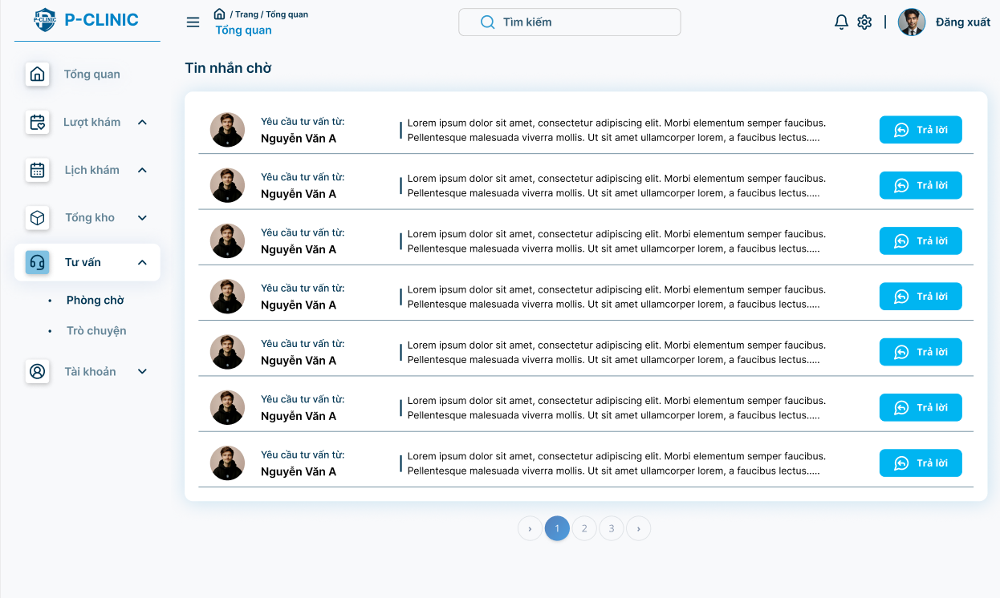 P-CLINIC
P-CLINIC
/ Trang / Tổng quan
Tổng quan
Tìm kiếm
Đăng xuất
Tổng quan
Lượt khám
Lịch khám
Tổng kho
Tư vấn
• Phòng chờ
• Trò chuyện
Tài khoản
Tin nhắn chờ
Yêu cầu tư vấn từ:
Nguyễn Văn A
Lorem ipsum dolor sit amet, consectetur adipiscing elit. Morbi elementum semper faucibus.
Pellentesque malesuada viverra mollis. Ut sit amet ullamcorper lorem, a faucibus lectus.....
Trả lời
Yêu cầu tư vấn từ:
Nguyễn Văn A
Lorem ipsum dolor sit amet, consectetur adipiscing elit. Morbi elementum semper faucibus.
Pellentesque malesuada viverra mollis. Ut sit amet ullamcorper lorem, a faucibus lectus.....
Trả lời
Yêu cầu tư vấn từ:
Nguyễn Văn A
Lorem ipsum dolor sit amet, consectetur adipiscing elit. Morbi elementum semper faucibus.
Pellentesque malesuada viverra mollis. Ut sit amet ullamcorper lorem, a faucibus lectus.....
Trả lời
Yêu cầu tư vấn từ:
Nguyễn Văn A
Lorem ipsum dolor sit amet, consectetur adipiscing elit. Morbi elementum semper faucibus.
Pellentesque malesuada viverra mollis. Ut sit amet ullamcorper lorem, a faucibus lectus.....
Trả lời
Yêu cầu tư vấn từ:
Nguyễn Văn A
Lorem ipsum dolor sit amet, consectetur adipiscing elit. Morbi elementum semper faucibus.
Pellentesque malesuada viverra mollis. Ut sit amet ullamcorper lorem, a faucibus lectus.....
Trả lời
Yêu cầu tư vấn từ:
Nguyễn Văn A
Lorem ipsum dolor sit amet, consectetur adipiscing elit. Morbi elementum semper faucibus.
Pellentesque malesuada viverra mollis. Ut sit amet ullamcorper lorem, a faucibus lectus.....
Trả lời
Yêu cầu tư vấn từ:
Nguyễn Văn A
Lorem ipsum dolor sit amet, consectetur adipiscing elit. Morbi elementum semper faucibus.
Pellentesque malesuada viverra mollis. Ut sit amet ullamcorper lorem, a faucibus lectus.....
Trả lời
› 1 2 3 ›